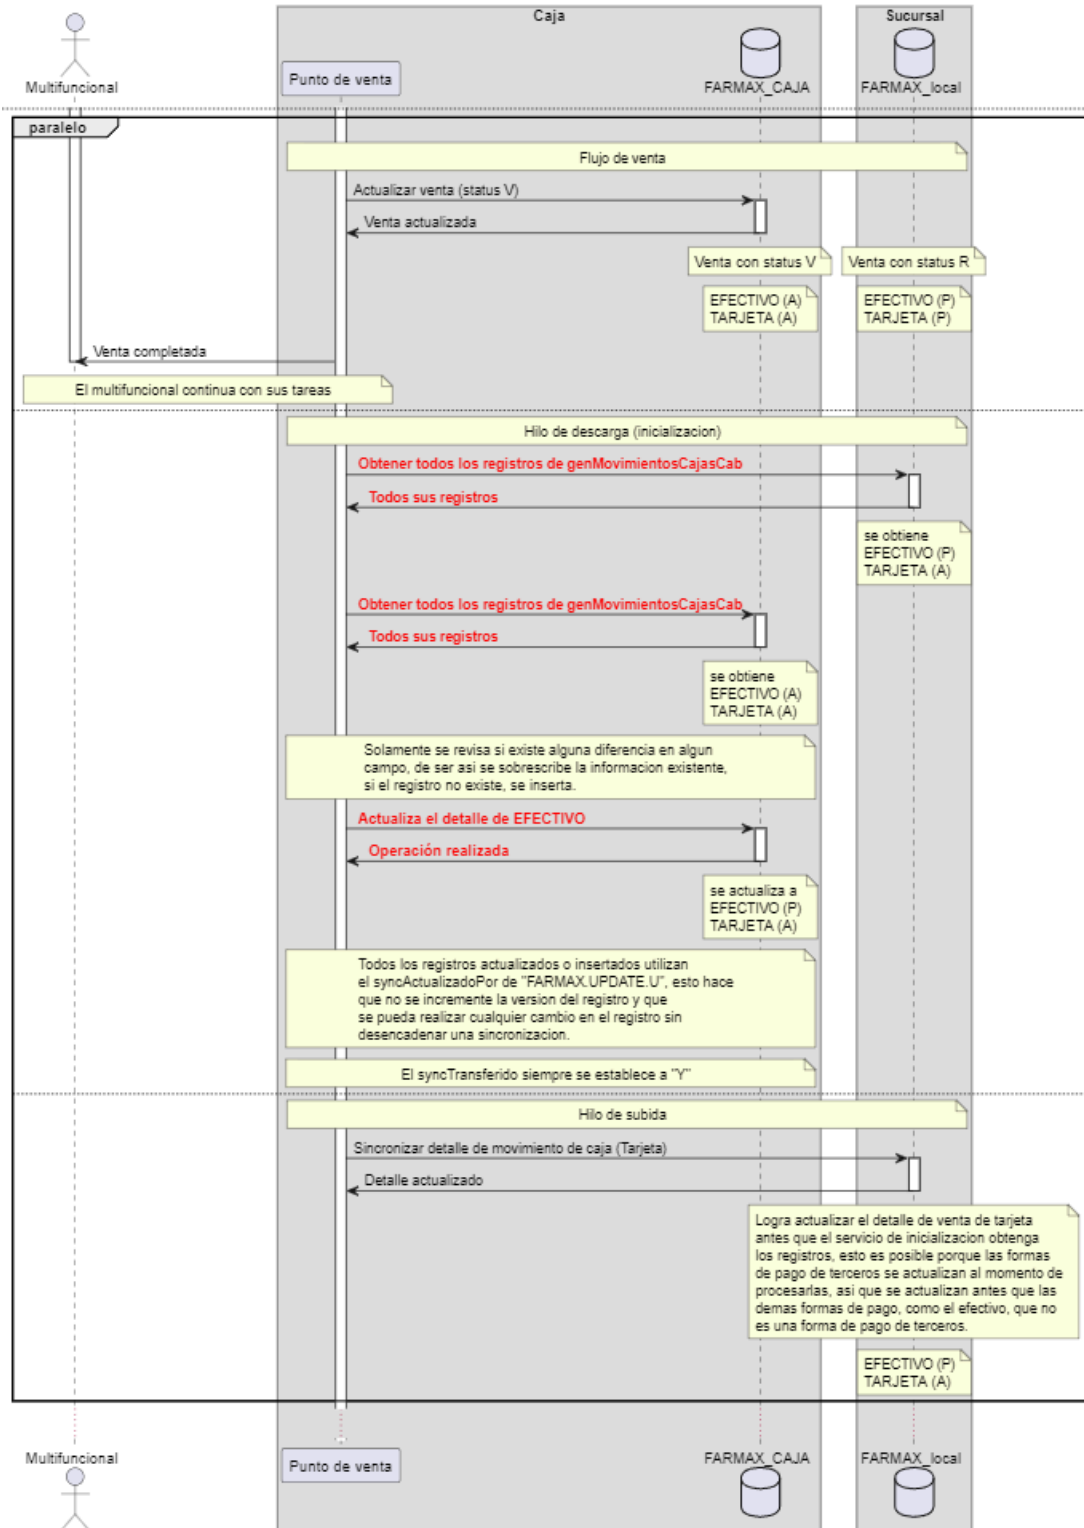 Caja
Sucursal
Multifuncional
Punto de venta
FARMAX_CAJA
FARMAX_local
paralelo
Flujo de venta
Actualizar venta (status V)
Venta actualizada
Venta con status V
Venta con status R
EFECTIVO (A)
TARJETA (A)
EFECTIVO (P)
TARJETA (P)
Venta completada
El multifuncional continua con sus tareas
Hilo de descarga (inicializacion)
Obtener todos los registros de genMovimientosCajasCab
Todos sus registros
se obtiene
EFECTIVO (P)
TARJETA (A)
Obtener todos los registros de genMovimientosCajasCab
Todos sus registros
se obtiene
EFECTIVO (A)
TARJETA (A)
Solamente se revisa si existe alguna diferencia en algun
campo, de ser asi se sobrescribe la informacion existente,
si el registro no existe, se inserta.
Actualiza el detalle de EFECTIVO
Operación realizada
se actualiza a
EFECTIVO (P)
TARJETA (A)
Todos los registros actualizados o insertados utilizan
el syncActualizadoPor de "FARMAX.UPDATE.U", esto hace
que no se incremente la version del registro y que
se pueda realizar cualquier cambio en el registro sin
desencadenar una sincronizacion.
El syncTransferido siempre se establece a "Y"
Hilo de subida
Sincronizar detalle de movimiento de caja (Tarjeta)
Detalle actualizado
Logra actualizar el detalle de venta de tarjeta
antes que el servicio de inicializacion obtenga
los registros, esto es posible porque las formas
de pago de terceros se actualizan al momento de
procesarlas, asi que se actualizan antes que las
demas formas de pago, como el efectivo, que no
es una forma de pago de terceros.
EFECTIVO (P)
TARJETA (A)
Multifuncional
Punto de venta
FARMAX_CAJA
FARMAX_local